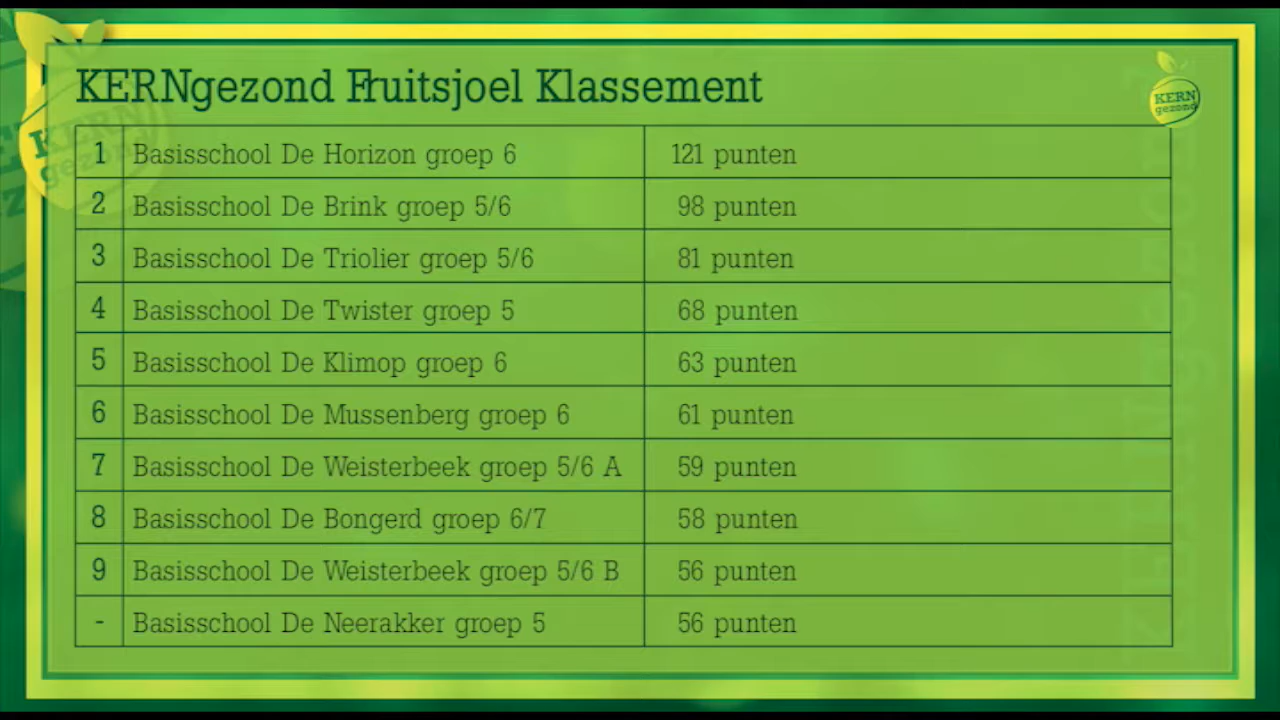 KERNgezond Fruitsjoel Klassement
KERN
gezond
KERN
gezond
1 Basisschool De Horizon groep 6 121 punten
2 Basisschool De Brink groep 5/6 98 punten
3 Basisschool De Triolier groep 5/6 81 punten
4 Basisschool De Twister groep 5 68 punten
5 Basisschool De Klimop groep 6 63 punten
6 Basisschool De Mussenberg groep 6 61 punten
7 Basisschool De Weisterbeek groep 5/6 A 59 punten
8 Basisschool De Bongerd groep 6/7 58 punten
9 Basisschool De Weisterbeek groep 5/6 B 56 punten
- Basisschool De Neerakker groep 5 56 punten